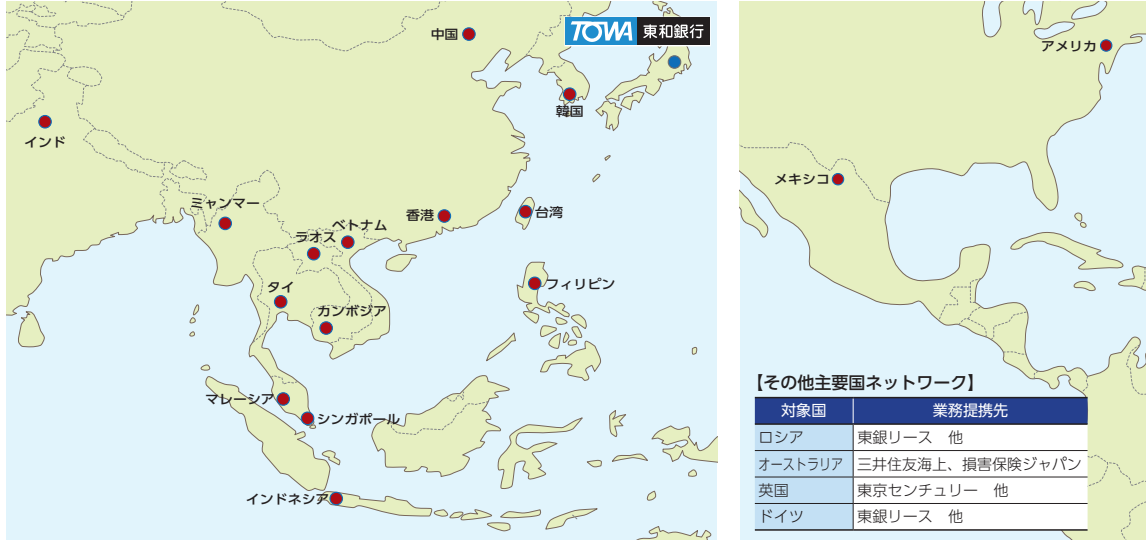 中国
TOWA 東和銀行
アメリカ
韓国
インド
メキシコ
ミャンマー
香港
台湾
ベトナム
ラオス
タイ
フィリピン
カンボジア
マレーシア
シンガポール
インドネシア
【その他主要国ネットワーク】
対象国 業務提携先
ロシア 東銀リース 他
オーストラリア 三井住友海上、損害保険ジャパン
英国 東京センチュリー 他
ドイツ 東銀リース 他